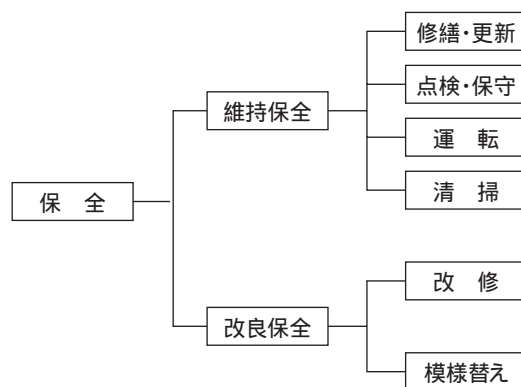 修繕・更新
点検・保守
維持保全
運　転
清　掃
保　全
改　修
改良保全
模様替え